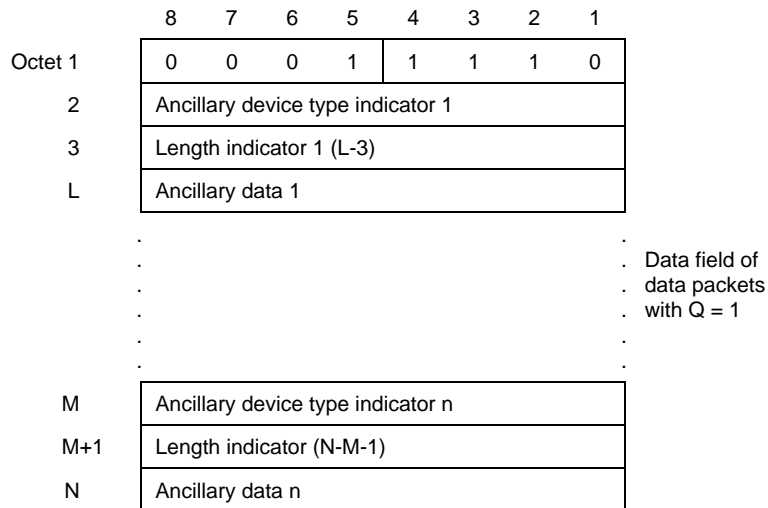 8 7 6 5 4 3 2 1
Octet 1 0 0 0 1 1 1 1 0
2 Ancillary device type indicator 1
3 Length indicator 1 (L-3)
L Ancillary data 1
. .
. . Data field of
. . data packets
. . with Q = 1
. .
. .
M Ancillary device type indicator n
M+1 Length indicator (N-M-1)
N Ancillary data n